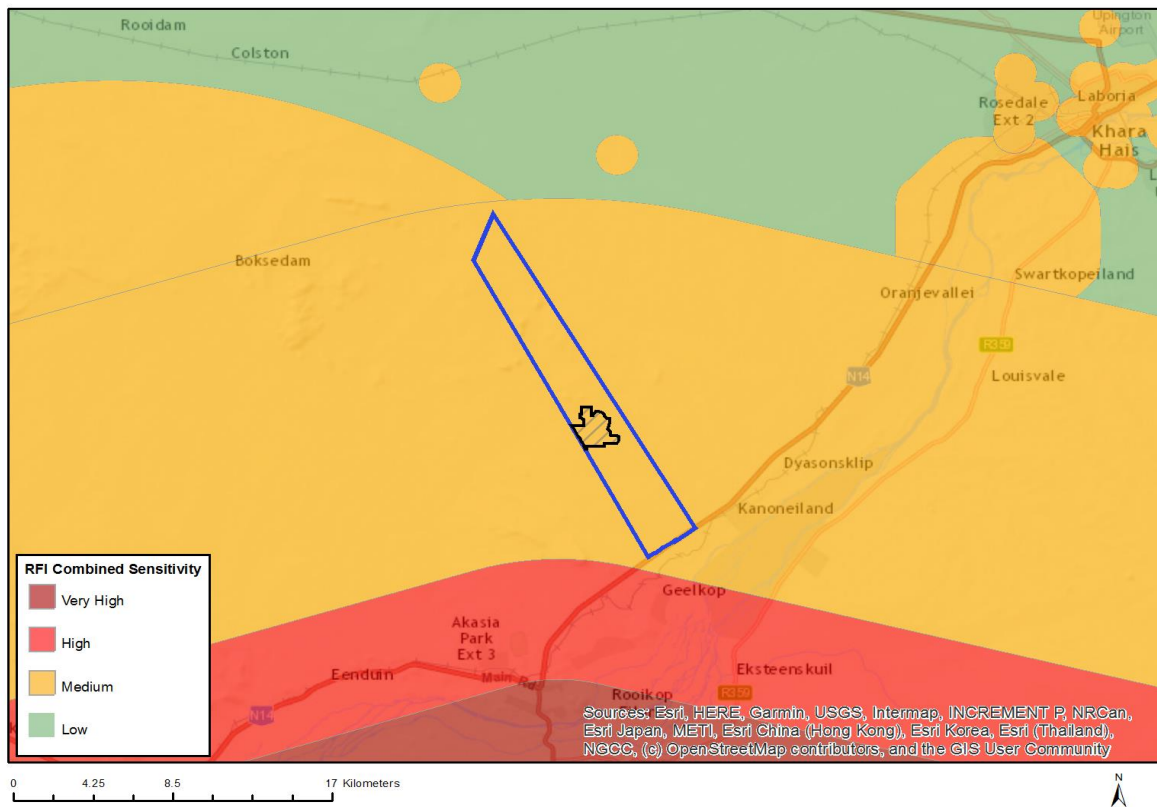 Rooidam
Colston
Upington
Airport
Rosedale
Ext 2
Laboria
Khara
Hais
Boksedam
Swartkopeiland
Oranjevallei
R359
N14
Louisvale
Dyasonsklip
Kanoneiland
RFI Combined Sensitivity
Very High
High
Medium
Low
Geelkop
Akasia
Park
Ext 3
Eenduin
Main Rd
Eksteenskuil
Rooikop
R359
N14
Sources: Esri, HERE, Garmin, USGS, Intermap, INCREMENT P, NRCan,
Esri Japan, METI, Esri China (Hong Kong), Esri Korea, Esri (Thailand),
NGCC, (c) OpenStreetMap contributors, and the GIS User Community
0 4.25 8.5 17 Kilometers
N